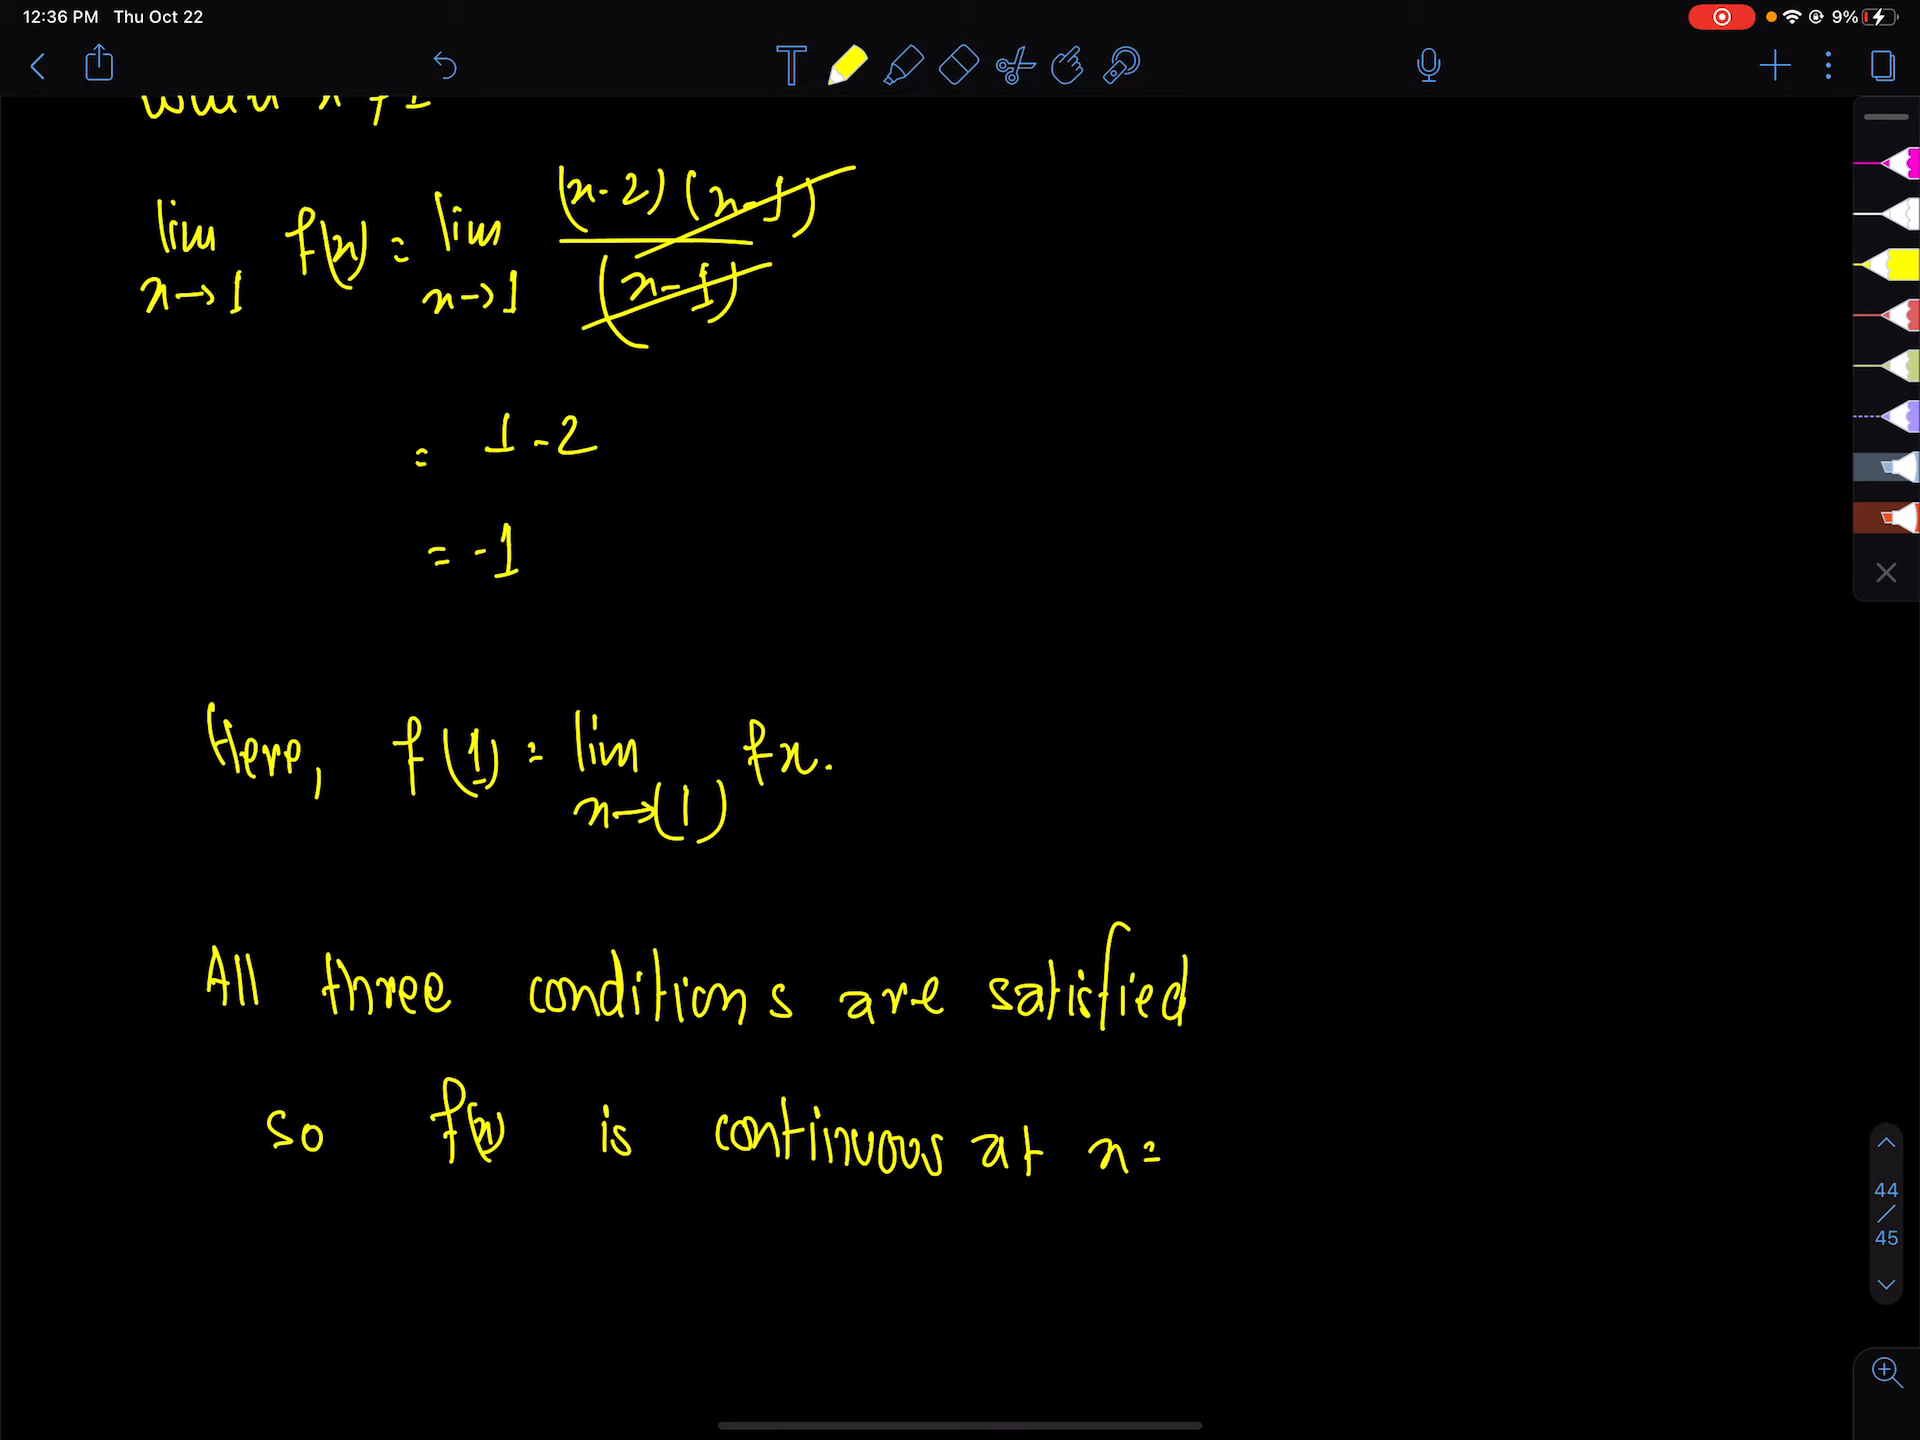 12:36 PM Thu Oct 22
9%
T
x ≠ 1
lim x→1 f(x) = lim x→1 (x-2)(x-1) / (x-1)
= 1-2
= -1
Here, f(1) = lim x→(1) fx.
All three conditions are satisfied
so f(x) is continuous at x=
44
/
45